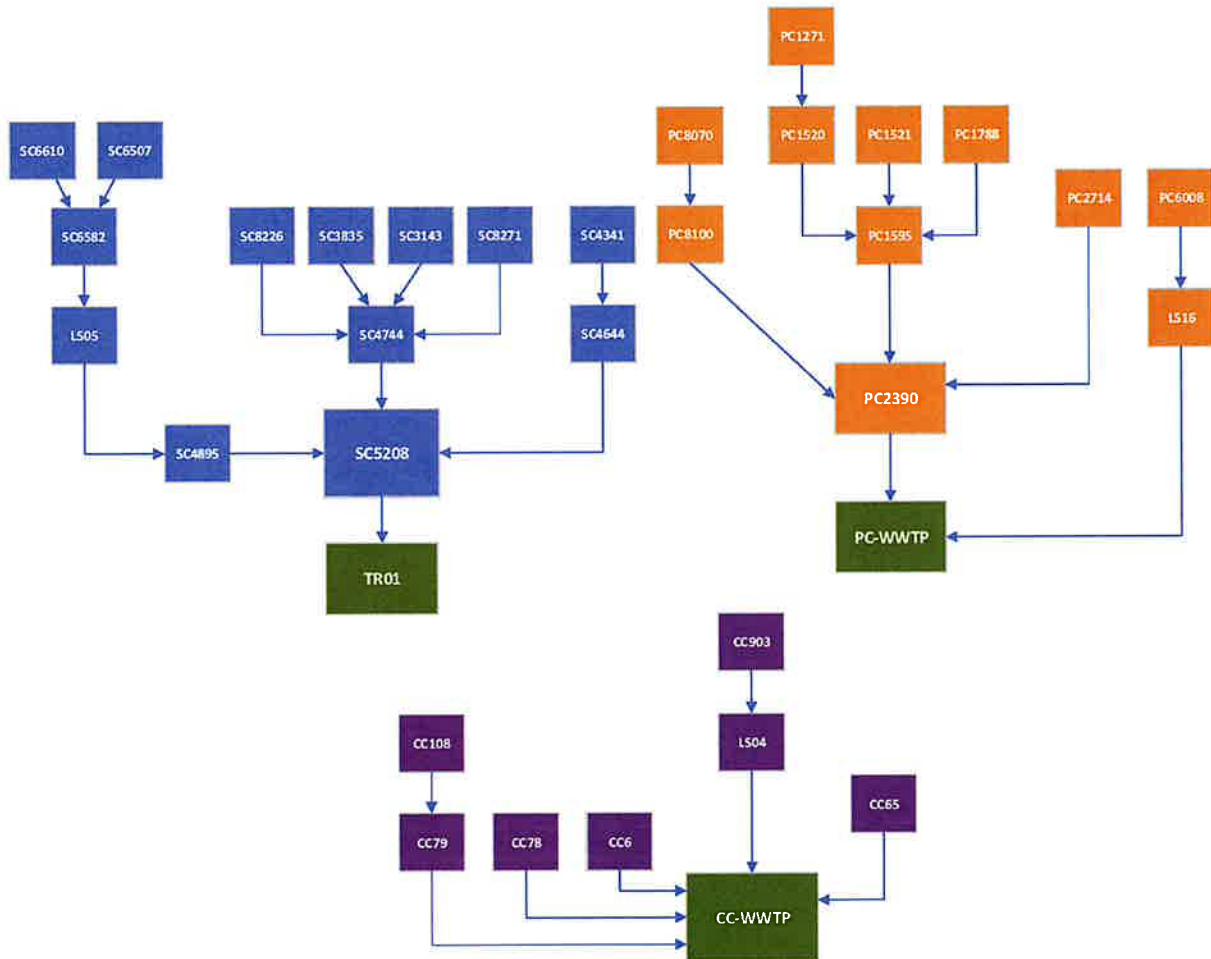 PC1271
PC8070
PC1520
PC1521
PC1788
SC6610
SC6507
PC2714
PC6008
SC6582
SC8226
SC3835
SC3143
SC8271
SC4341
PC8100
PC1595
LS05
SC4744
SC4644
LS16
PC2390
SC4895
SC5208
PC-WWTP
TR01
CC903
CC108
LS04
CC65
CC79
CC78
CC6
CC-WWTP